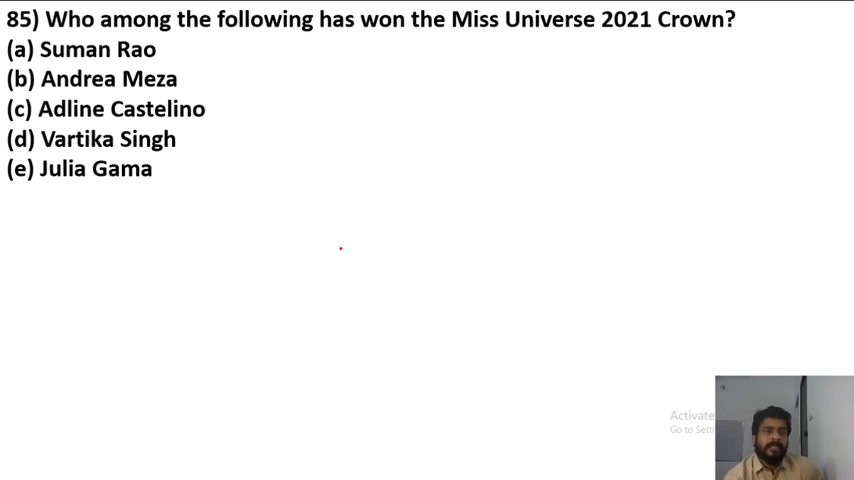 85) Who among the following has won the Miss Universe 2021 Crown?
(a) Suman Rao
(b) Andrea Meza
(c) Adline Castelino
(d) Vartika Singh
(e) Julia Gama
Activate
Go to Setti